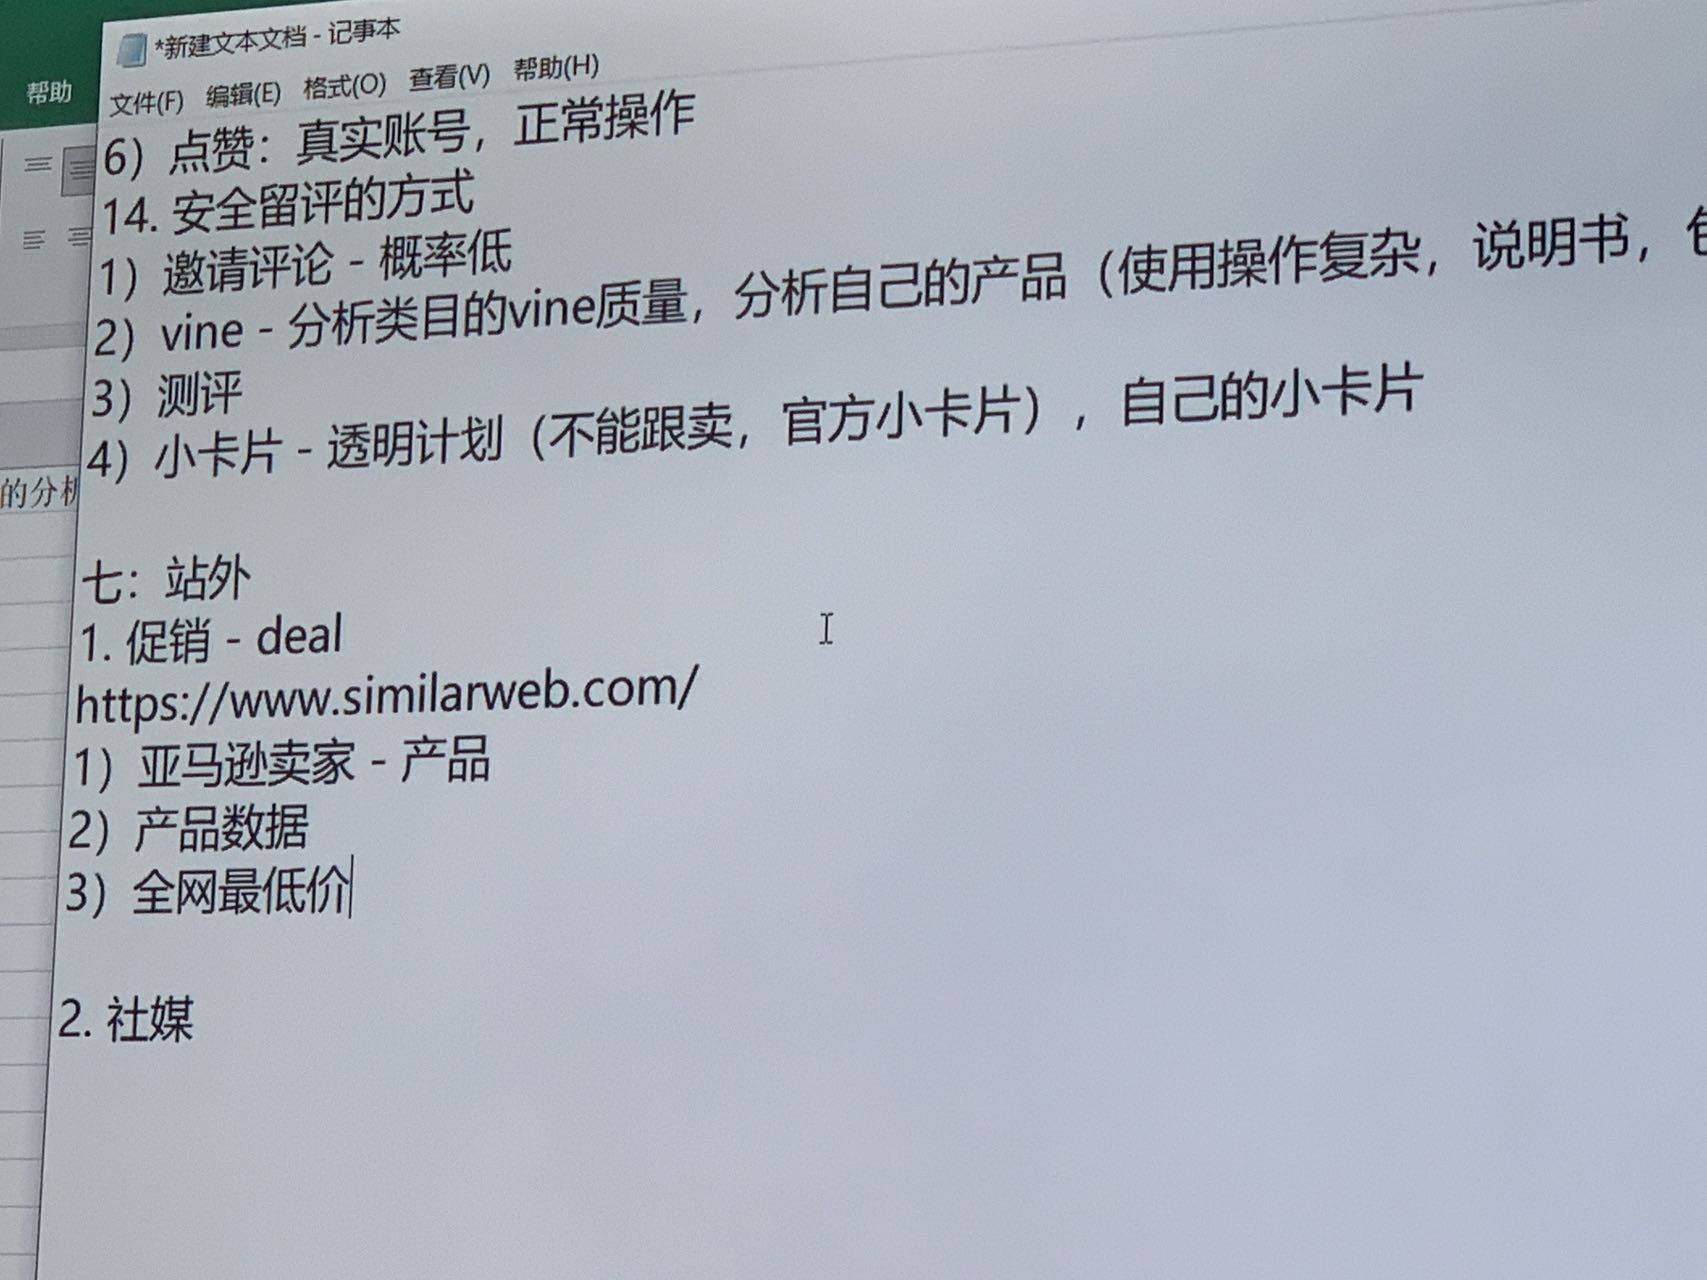 *新建文本文档 - 记事本
帮助
文件(F) 编辑(E) 格式(O) 查看(V) 帮助(H)
6）点赞：真实账号，正常操作
14. 安全留评的方式
1）邀请评论 - 概率低
2）vine - 分析类目的vine质量，分析自己的产品（使用操作复杂，说明书，
3）测评
4）小卡片 - 透明计划（不能跟卖，官方小卡片），自己的小卡片
的分析
七：站外
1. 促销 - deal
https://www.similarweb.com/
1）亚马逊卖家 - 产品
2）产品数据
3）全网最低价
2. 社媒